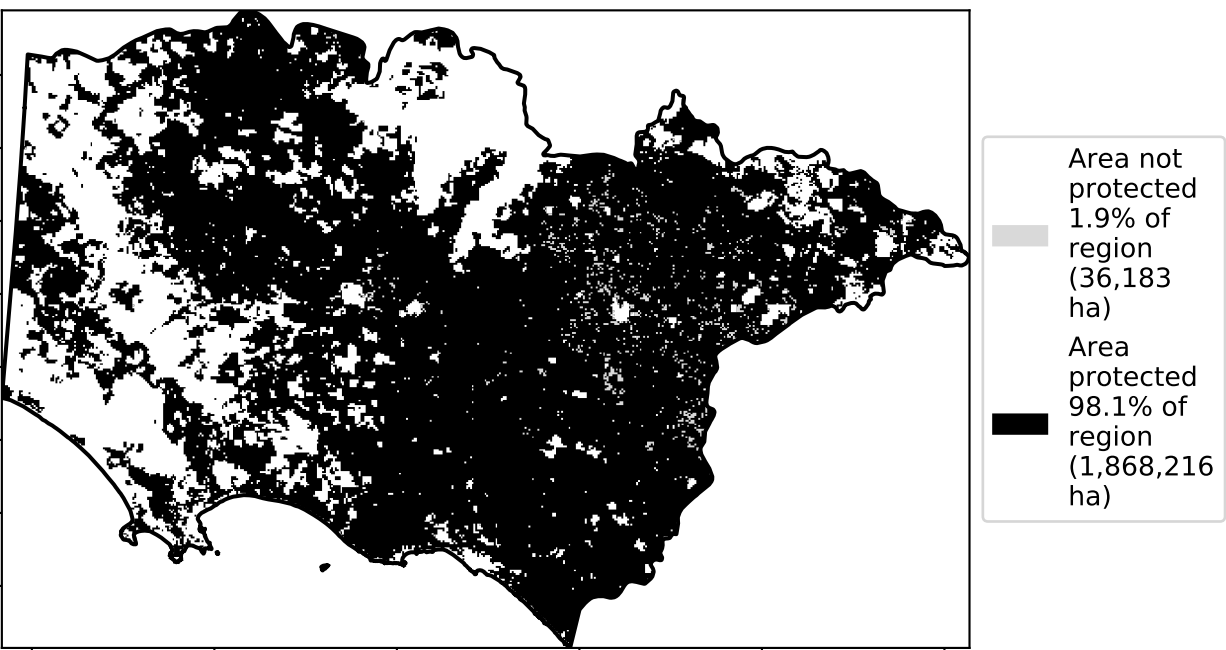 Area not
protected
1.9% of
region
(36,183
ha)
Area
protected
98.1% of
region
(1,868,216
ha)